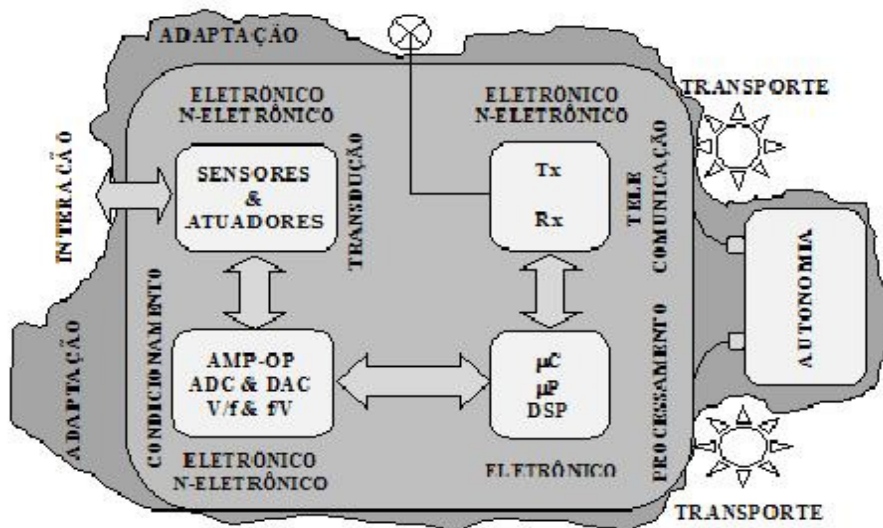 ADAPTAÇÃO
TRANSPORTE
ELETRÔNICO
N-ELETRÔNICO
ELETRÔNICO
N-ELETRÔNICO
INTERAÇÃO
SENSORES
&
ATUADORES
TRANSDUÇÃO
Tx
Rx
TELE
COMUNICAÇÃO
AUTONOMIA
ADAPTAÇÃO
CONDICIONAMENTO
AMP-OP
ADC & DAC
V/f & f/V
µC
µP
DSP
PROCESSAMENTO
ELETRÔNICO
N-ELETRÔNICO
ELETRÔNICO
TRANSPORTE